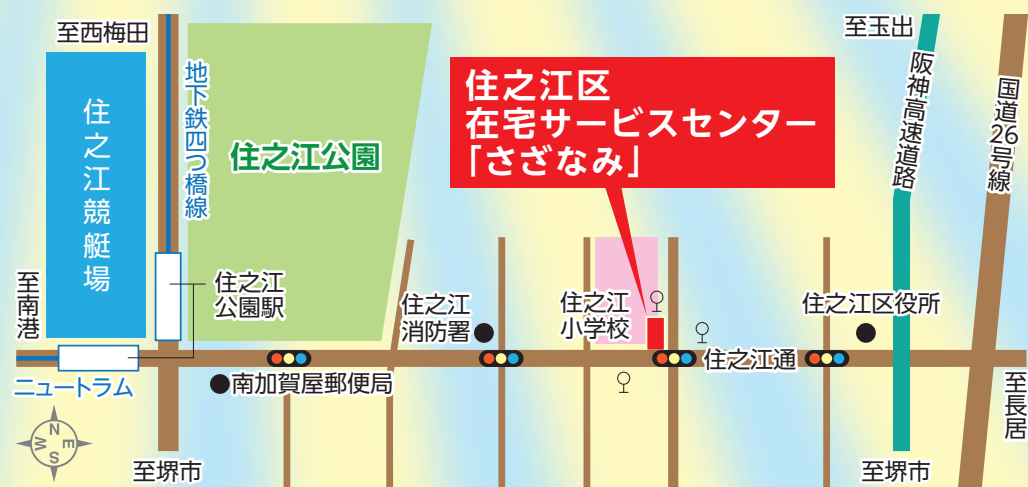 至西梅田
至玉出
住之江競艇場
地下鉄四つ橋線
住之江公園
住之江区
在宅サービスセンター
「さざなみ」
阪神高速道路
国道26号線
至南港
住之江
公園駅
住之江
消防署
住之江
小学校
住之江区役所
住之江通
ニュートラム
南加賀屋郵便局
至長居
N
W
E
S
至堺市
至堺市